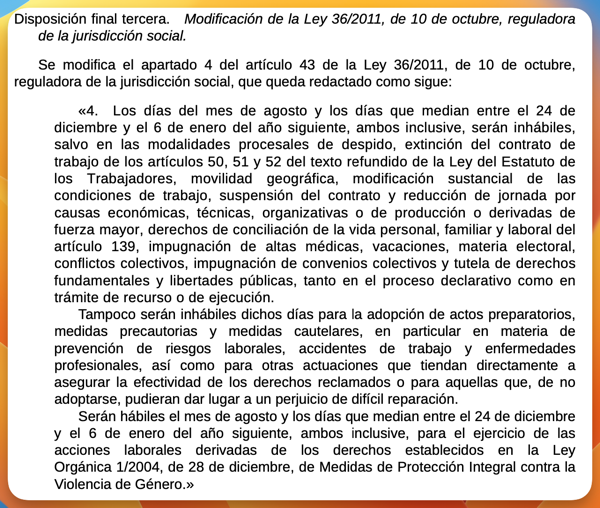 Disposición final tercera. Modificación de la Ley 36/2011, de 10 de octubre, reguladora
de la jurisdicción social.
Se modifica el apartado 4 del artículo 43 de la Ley 36/2011, de 10 de octubre,
reguladora de la jurisdicción social, que queda redactado como sigue:
«4. Los días del mes de agosto y los días que median entre el 24 de
diciembre y el 6 de enero del año siguiente, ambos inclusive, serán inhábiles,
salvo en las modalidades procesales de despido, extinción del contrato de
trabajo de los artículos 50, 51 y 52 del texto refundido de la Ley del Estatuto de
los Trabajadores, movilidad geográfica, modificación sustancial de las
condiciones de trabajo, suspensión del contrato y reducción de jornada por
causas económicas, técnicas, organizativas o de producción o derivadas de
fuerza mayor, derechos de conciliación de la vida personal, familiar y laboral del
artículo 139, impugnación de altas médicas, vacaciones, materia electoral,
conflictos colectivos, impugnación de convenios colectivos y tutela de derechos
fundamentales y libertades públicas, tanto en el proceso declarativo como en
trámite de recurso o de ejecución.
Tampoco serán inhábiles dichos días para la adopción de actos preparatorios,
medidas precautorias y medidas cautelares, en particular en materia de
prevención de riesgos laborales, accidentes de trabajo y enfermedades
profesionales, así como para otras actuaciones que tiendan directamente a
asegurar la efectividad de los derechos reclamados o para aquellas que, de no
adoptarse, pudieran dar lugar a un perjuicio de difícil reparación.
Serán hábiles el mes de agosto y los días que median entre el 24 de diciembre
y el 6 de enero del año siguiente, ambos inclusive, para el ejercicio de las
acciones laborales derivadas de los derechos establecidos en la Ley
Orgánica 1/2004, de 28 de diciembre, de Medidas de Protección Integral contra la
Violencia de Género.»